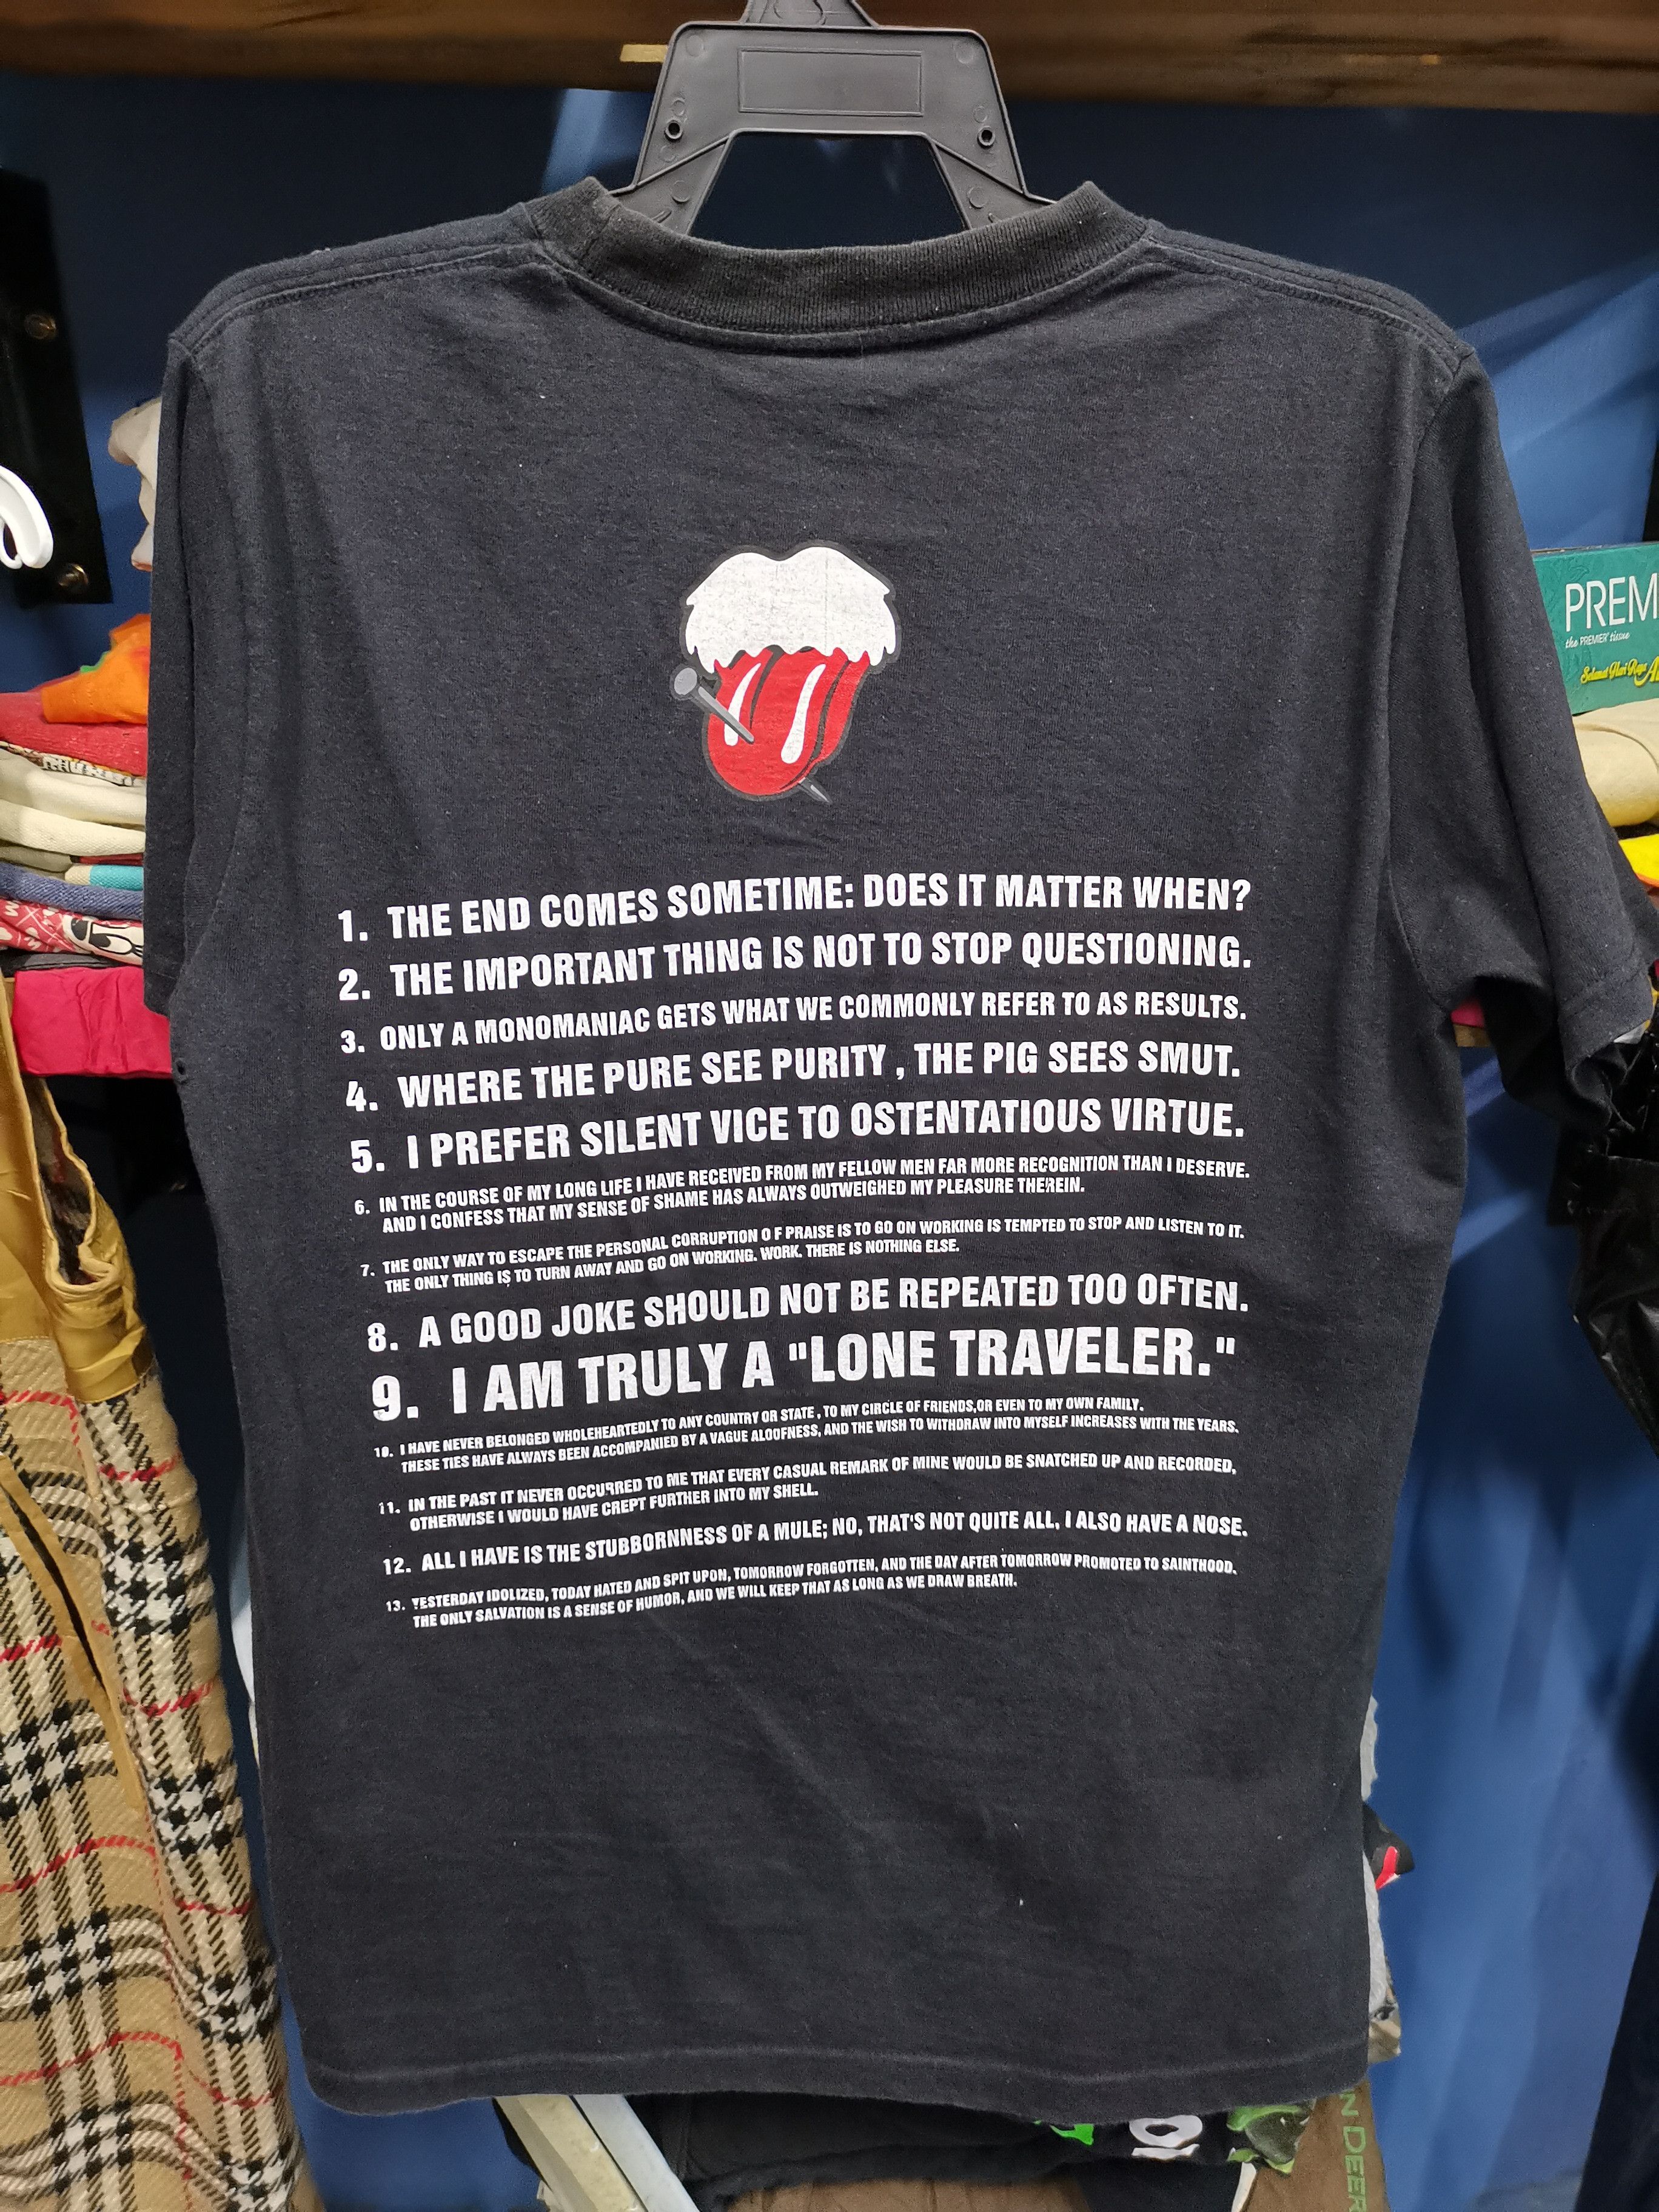 PREM
the PREMIER tissue
Selamat Hari Raya
1. THE END COMES SOMETIME: DOES IT MATTER WHEN?
2. THE IMPORTANT THING IS NOT TO STOP QUESTIONING.
3. ONLY A MONOMANIAC GETS WHAT WE COMMONLY REFER TO AS RESULTS.
4. WHERE THE PURE SEE PURITY , THE PIG SEES SMUT.
5. I PREFER SILENT VICE TO OSTENTATIOUS VIRTUE.
6. IN THE COURSE OF MY LONG LIFE I HAVE RECEIVED FROM MY FELLOW MEN FAR MORE RECOGNITION THAN I DESERVE.
AND I CONFESS THAT MY SENSE OF SHAME HAS ALWAYS OUTWEIGHED MY PLEASURE THEREIN.
7. THE ONLY WAY TO ESCAPE THE PERSONAL CORRUPTION O F PRAISE IS TO GO ON WORKING IS TEMPTED TO STOP AND LISTEN TO IT.
THE ONLY THING IS TO TURN AWAY AND GO ON WORKING. WORK. THERE IS NOTHING ELSE.
8. A GOOD JOKE SHOULD NOT BE REPEATED TOO OFTEN.
9. I AM TRULY A "LONE TRAVELER."
10. I HAVE NEVER BELONGED WHOLEHEARTEDLY TO ANY COUNTRY OR STATE , TO MY CIRCLE OF FRIENDS,OR EVEN TO MY OWN FAMILY.
THESE TIES HAVE ALWAYS BEEN ACCOMPANIED BY A VAGUE ALOOFNESS, AND THE WISH TO WITHDRAW INTO MYSELF INCREASES WITH THE YEARS.
11. IN THE PAST IT NEVER OCCURRED TO ME THAT EVERY CASUAL REMARK OF MINE WOULD BE SNATCHED UP AND RECORDED,
OTHERWISE I WOULD HAVE CREPT FURTHER INTO MY SHELL.
12. ALL I HAVE IS THE STUBBORNNESS OF A MULE; NO, THAT'S NOT QUITE ALL, I ALSO HAVE A NOSE.
13. YESTERDAY IDOLIZED, TODAY HATED AND SPIT UPON, TOMORROW FORGOTTEN, AND THE DAY AFTER TOMORROW PROMOTED TO SAINTHOOD.
THE ONLY SALVATION IS A SENSE OF HUMOR, AND WE WILL KEEP THAT AS LONG AS WE DRAW BREATH.